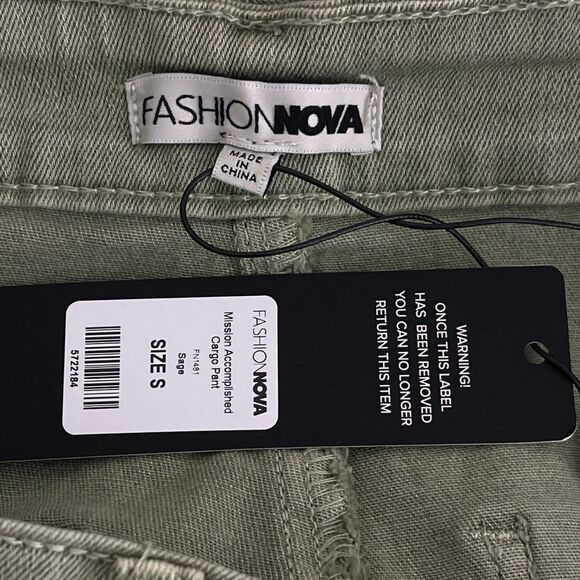 FASHIONNOVA
MADE
IN
CHINA
FASHIONNOVA
Mission Accomplished
Cargo Pant
FN1481
Sage
SIZE S
5722184
WARNING!
ONCE THIS LABEL
HAS BEEN REMOVED
YOU CAN NO LONGER
RETURN THIS ITEM